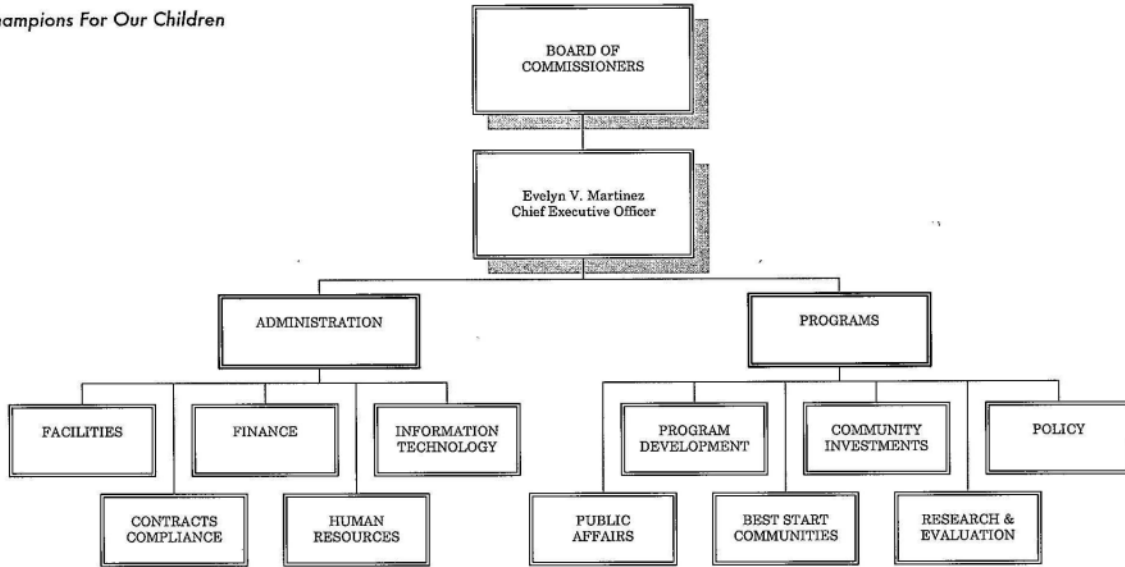 For Our Children
BOARD OF
COMMISSIONERS
Evelyn V. Martinez
Chief Executive Officer
ADMINISTRATION
PROGRAMS
FACILITIES
FINANCE
INFORMATION
TECHNOLOGY
PROGRAM
DEVELOPMENT
COMMUNITY
INVESTMENTS
POLICY
CONTRACTS
COMPLIANCE
HUMAN
RESOURCES
PUBLIC
AFFAIRS
BEST START
COMMUNITIES
RESEARCH &
EVALUATION